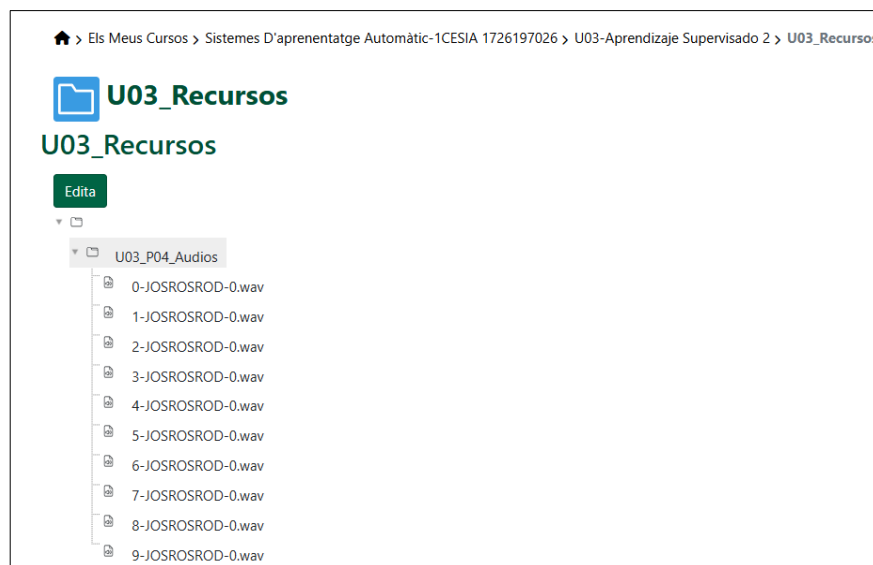 Els Meus Cursos > Sistemes D'aprenentatge Automàtic-1CESIA 1726197026 > U03-Aprendizaje Supervisado 2 > U03_Recursos
U03_Recursos
U03_Recursos
Edita
U03_P04_Audios
0-JOSROSROD-0.wav
1-JOSROSROD-0.wav
2-JOSROSROD-0.wav
3-JOSROSROD-0.wav
4-JOSROSROD-0.wav
5-JOSROSROD-0.wav
6-JOSROSROD-0.wav
7-JOSROSROD-0.wav
8-JOSROSROD-0.wav
9-JOSROSROD-0.wav